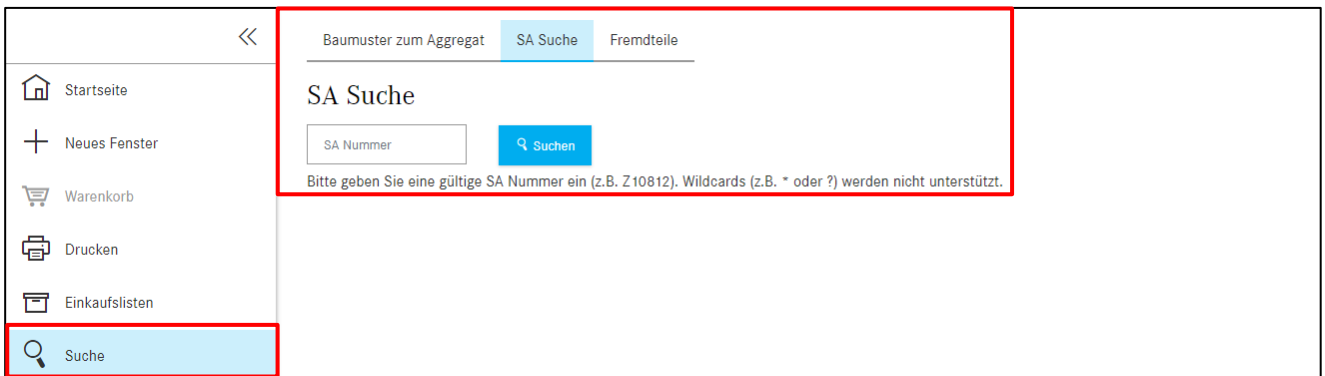 Baumuster zum Aggregat SA Suche Fremdteile
SA Suche
SA Nummer Suchen
Bitte geben Sie eine gültige SA Nummer ein (z.B. Z10812). Wildcards (z.B. * oder ?) werden nicht unterstützt.
Startseite
Neues Fenster
Warenkorb
Drucken
Einkaufslisten
Suche